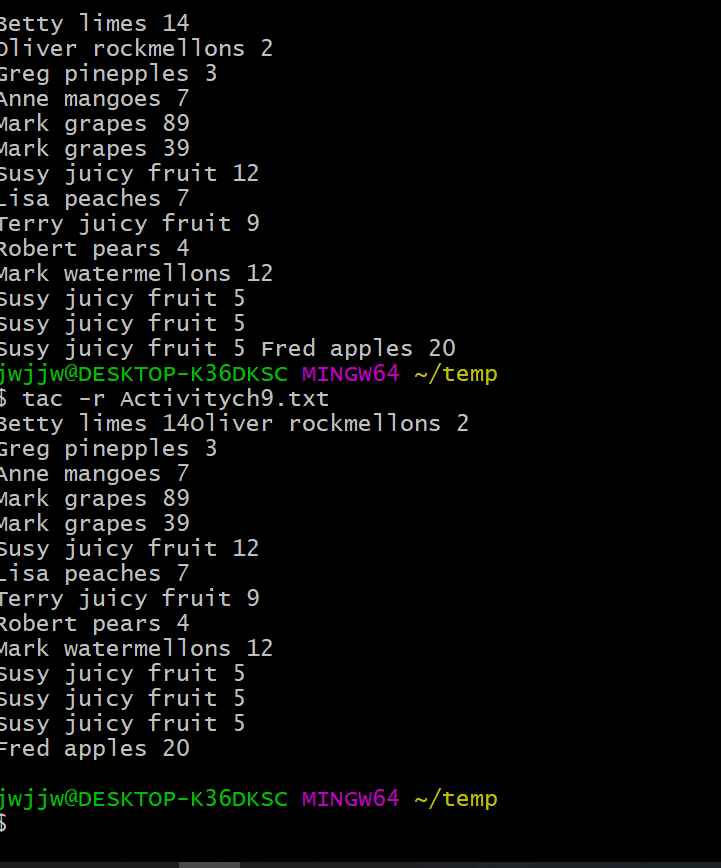 Betty limes 14
Oliver rockmellons 2
Greg pinepples 3
Anne mangoes 7
Mark grapes 89
Mark grapes 39
Susy juicy fruit 12
Lisa peaches 7
Terry juicy fruit 9
Robert pears 4
Mark watermellons 12
Susy juicy fruit 5
Susy juicy fruit 5
Susy juicy fruit 5 Fred apples 20
jwjjw@DESKTOP-K36DKSC MINGW64 ~/temp
$ tac -r Activitych9.txt
Betty limes 14Oliver rockmellons 2
Greg pinepples 3
Anne mangoes 7
Mark grapes 89
Mark grapes 39
Susy juicy fruit 12
Lisa peaches 7
Terry juicy fruit 9
Robert pears 4
Mark watermellons 12
Susy juicy fruit 5
Susy juicy fruit 5
Susy juicy fruit 5
Fred apples 20
jwjjw@DESKTOP-K36DKSC MINGW64 ~/temp
$